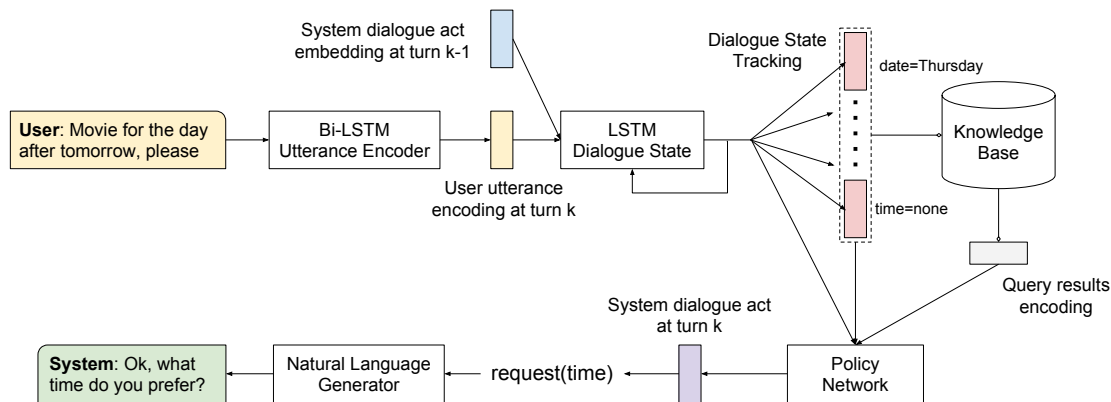 System dialogue act
embedding at turn k-1
Dialogue State
Tracking
date=Thursday
User: Movie for the day
after tomorrow, please
Bi-LSTM
Utterance Encoder
LSTM
Dialogue State
Knowledge
Base
User utterance
encoding at turn k
time=none
Query results
encoding
System dialogue act
at turn k
System: Ok, what
time do you prefer?
Natural Language
Generator
request(time)
Policy
Network